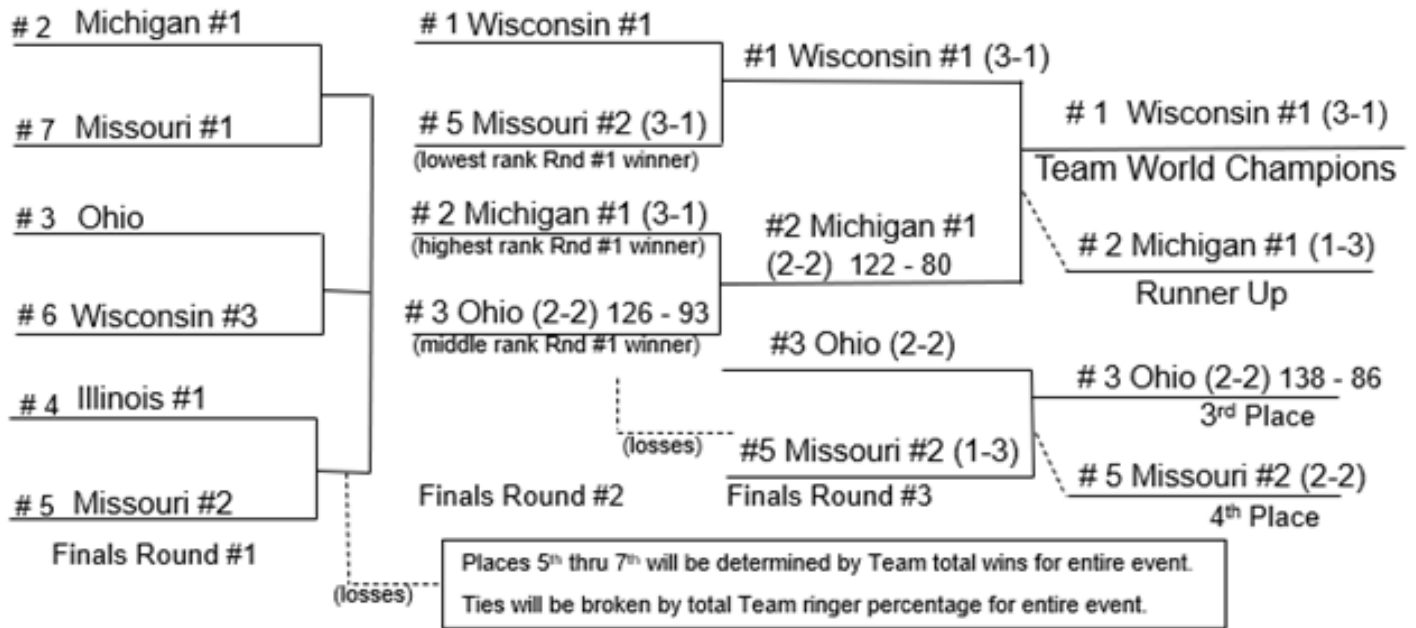 # 2 Michigan #1
# 7 Missouri #1
# 3 Ohio
# 6 Wisconsin #3
# 4 Illinois #1
# 5 Missouri #2
Finals Round #1
(losses)
# 1 Wisconsin #1
# 5 Missouri #2 (3-1)
(lowest rank Rnd #1 winner)
# 2 Michigan #1 (3-1)
(highest rank Rnd #1 winner)
# 3 Ohio (2-2) 126 - 93
(middle rank Rnd #1 winner)
(losses)
Finals Round #2
#1 Wisconsin #1 (3-1)
#2 Michigan #1
(2-2) 122 - 80
#3 Ohio (2-2)
#5 Missouri #2 (1-3)
Finals Round #3
# 1 Wisconsin #1 (3-1)
Team World Champions
# 2 Michigan #1 (1-3)
Runner Up
# 3 Ohio (2-2) 138 - 86
3rd Place
# 5 Missouri #2 (2-2)
4th Place
Places 5th thru 7th will be determined by Team total wins for entire event.
Ties will be broken by total Team ringer percentage for entire event.